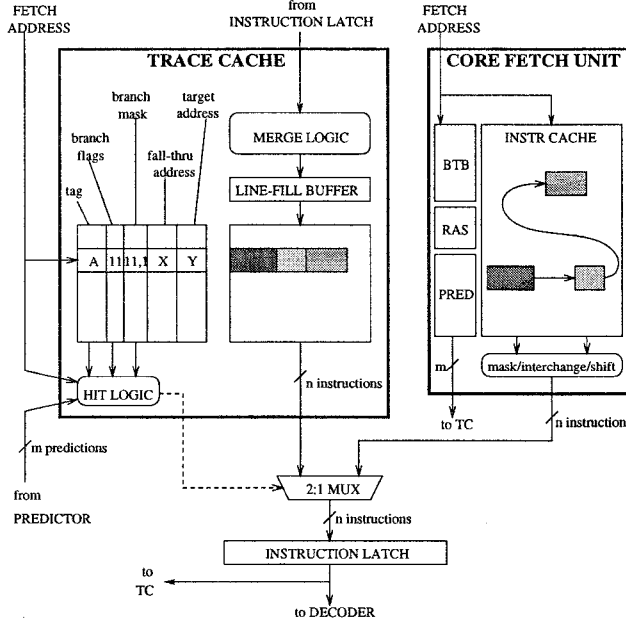 FETCH
ADDRESS
from
INSTRUCTION LATCH
FETCH
ADDRESS
TRACE CACHE
CORE FETCH UNIT
branch
mask
target
address
branch
flags
fall-thru
address
tag
MERGE LOGIC
LINE-FILL BUFFER
INSTR CACHE
BTB
RAS
PRED
A
11
11,1
X
Y
m
mask/interchange/shift
HIT LOGIC
n instructions
to TC
n instruction
m predictions
2:1 MUX
from
PREDICTOR
n instructions
INSTRUCTION LATCH
to
TC
to DECODER